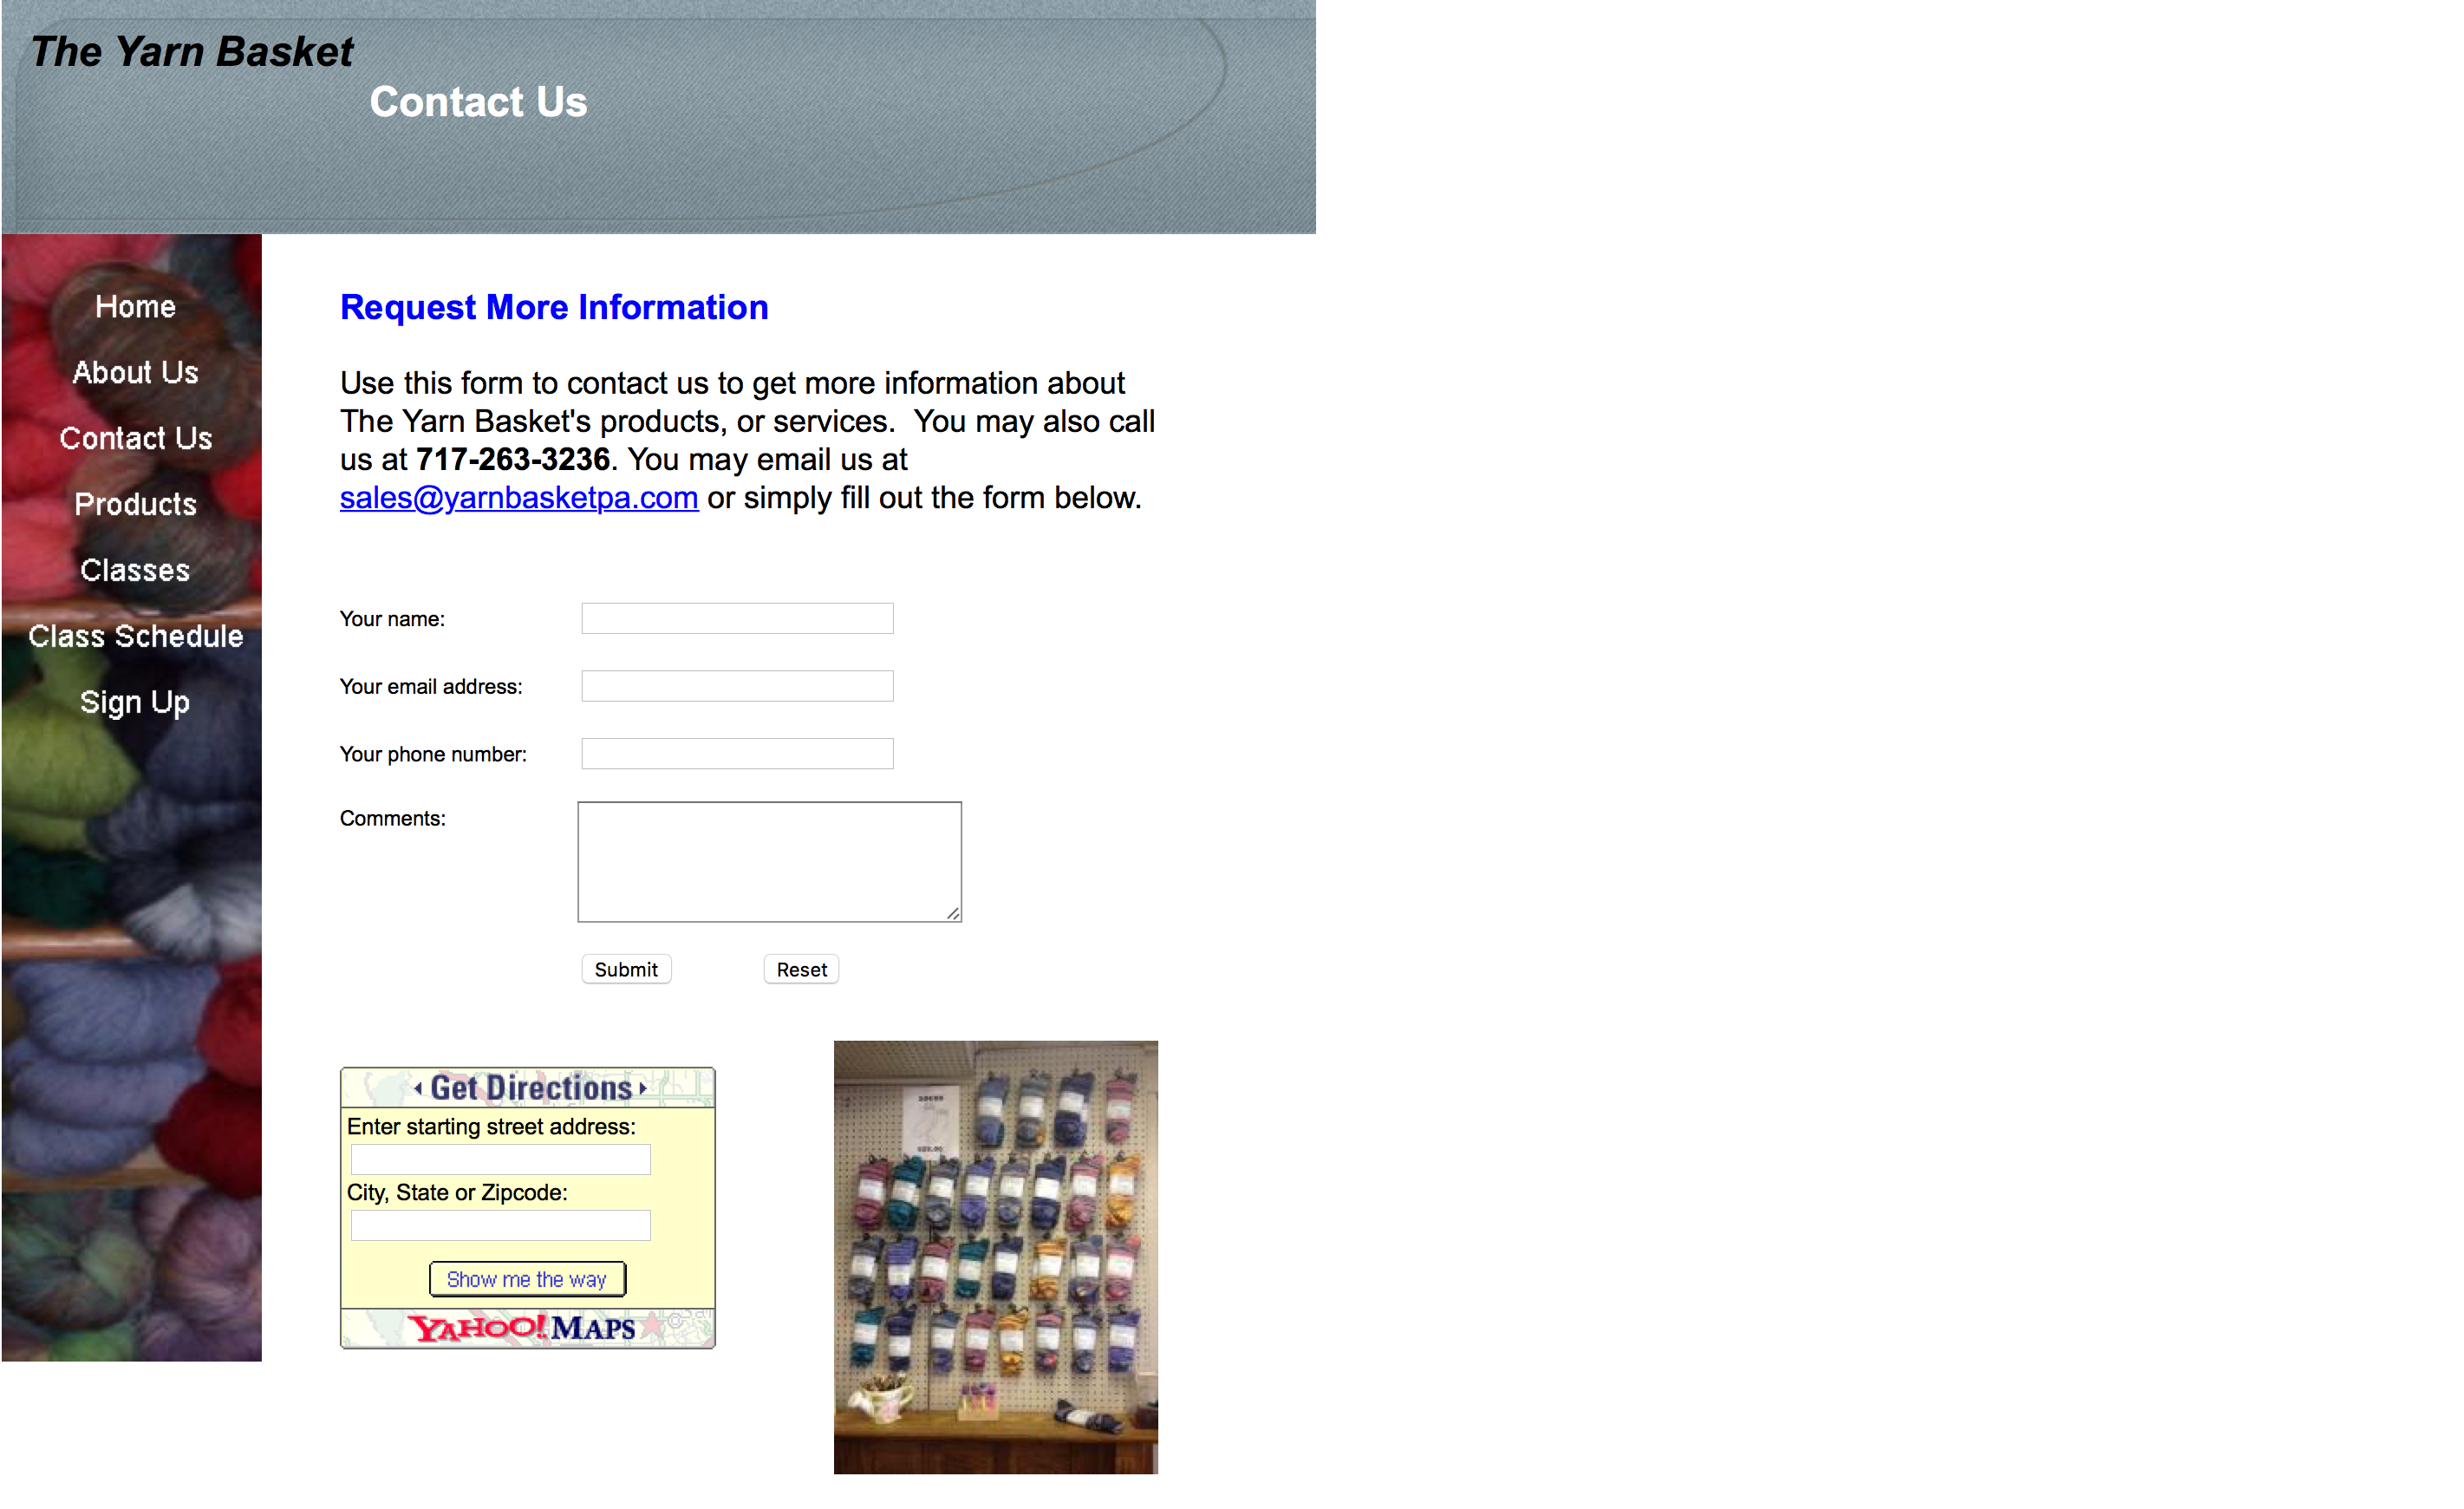 The Yarn Basket
Contact Us
Home
About Us
Contact Us
Products
Classes
Class Schedule
Sign Up
Request More Information
Use this form to contact us to get more information about
The Yarn Basket's products, or services.  You may also call
us at 717-263-3236. You may email us at
sales@yarnbasketpa.com or simply fill out the form below.
Your name:
Your email address:
Your phone number:
Comments:
Submit Reset
Get Directions
Enter starting street address:
City, State or Zipcode:
Show me the way
YAHOO! MAPS